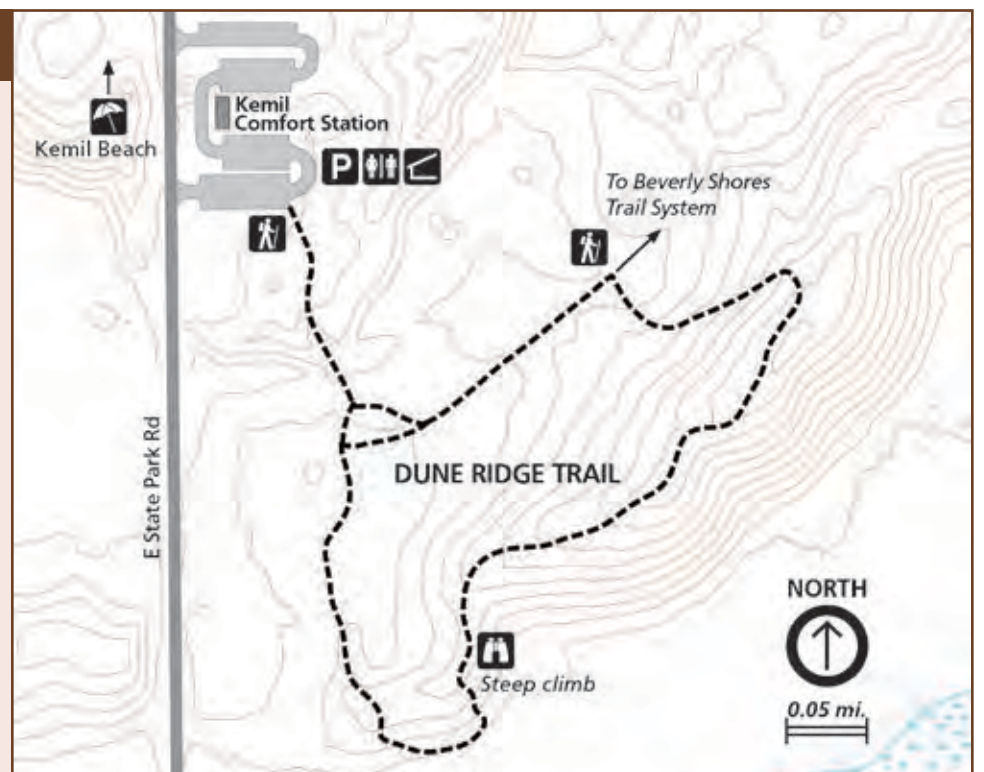 Kemil
Comfort Station
Kemil Beach
P
To Beverly Shores
Trail System
DUNE RIDGE TRAIL
E State Park Rd
NORTH
Steep climb
0.05 mi.